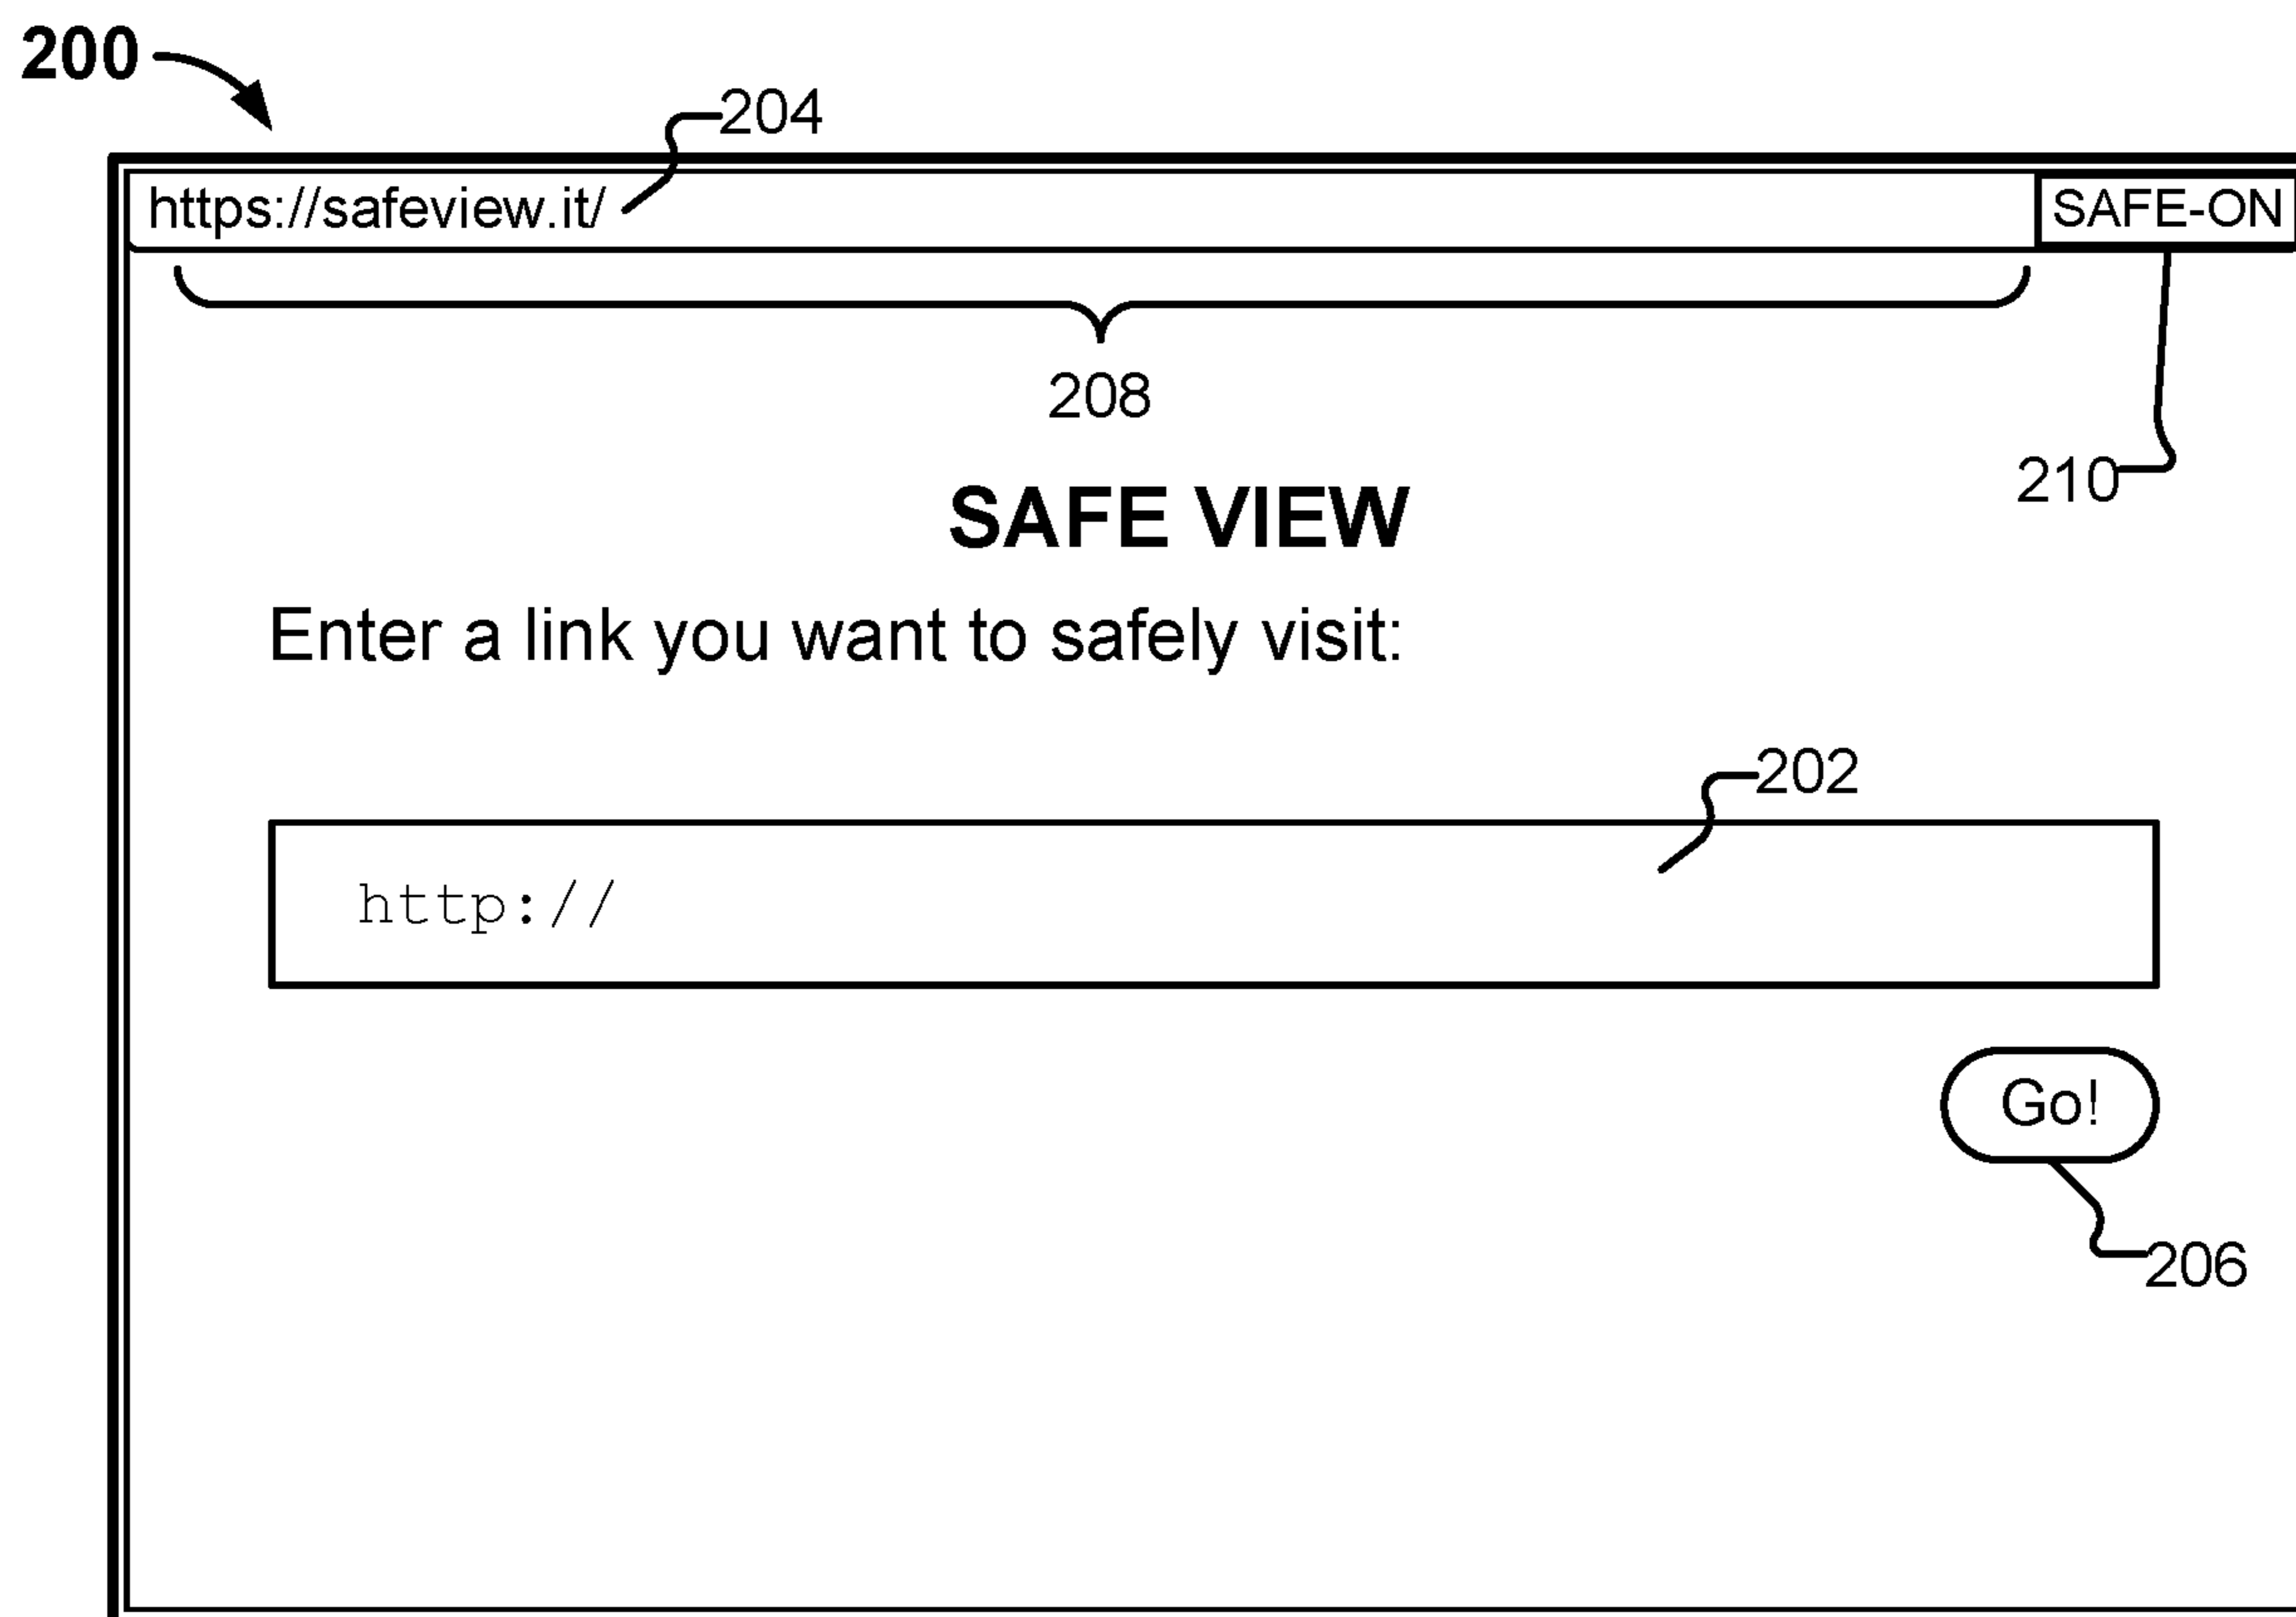 200
204
https://safeview.it/
SAFE-ON
208
210
SAFE VIEW
Enter a link you want to safely visit:
202
http://
Go!
206